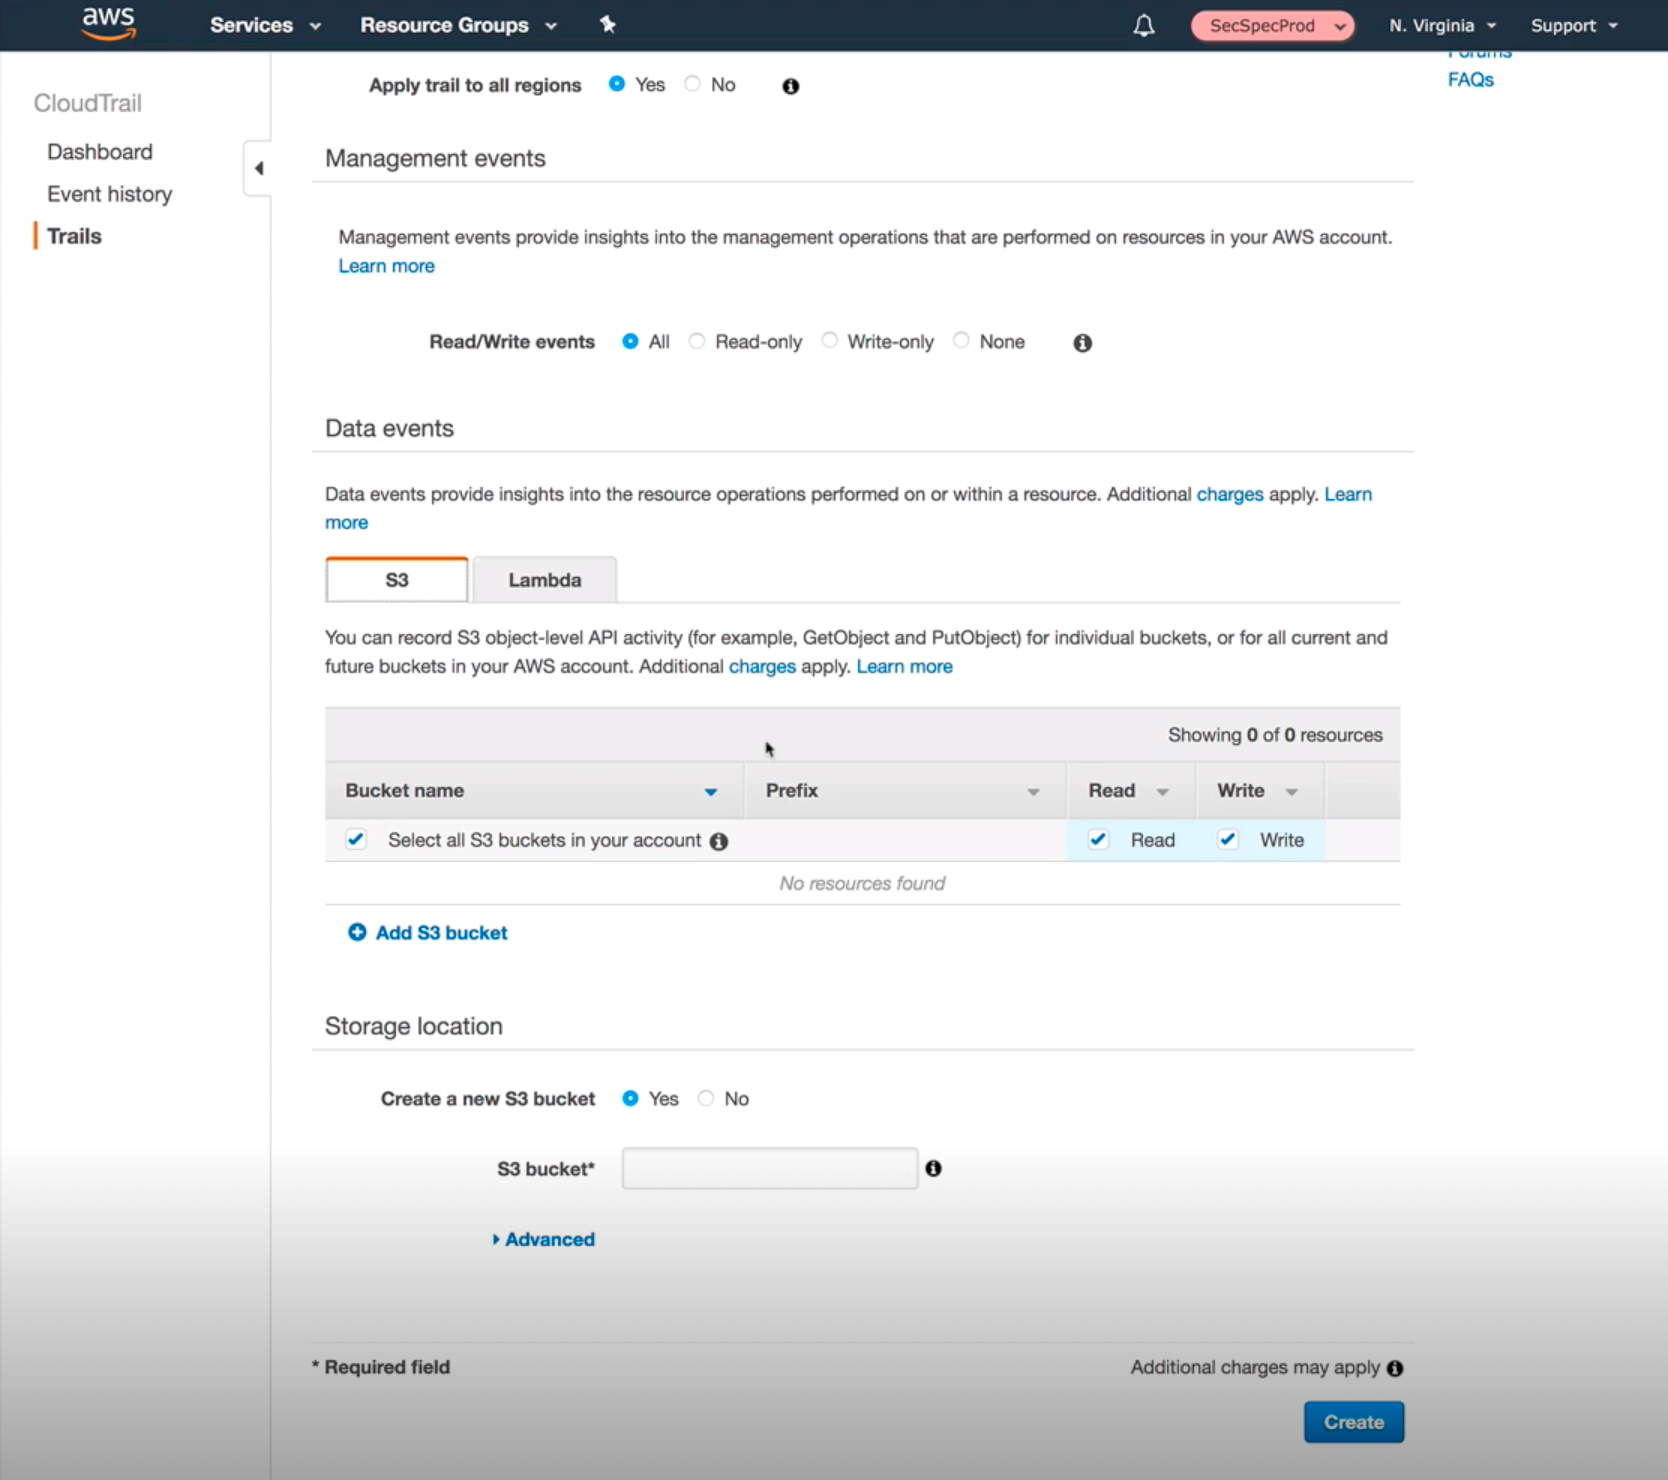 aws Services Resource Groups SecSpecProd N. Virginia Support
Forums
FAQs
CloudTrail
Dashboard
Event history
Trails
Apply trail to all regions Yes No
Management events
Management events provide insights into the management operations that are performed on resources in your AWS account.
Learn more
Read/Write events All Read-only Write-only None
Data events
Data events provide insights into the resource operations performed on or within a resource. Additional charges apply. Learn
more
S3 Lambda
You can record S3 object-level API activity (for example, GetObject and PutObject) for individual buckets, or for all current and
future buckets in your AWS account. Additional charges apply. Learn more
Showing 0 of 0 resources
Bucket name Prefix Read Write
Select all S3 buckets in your account Read Write
No resources found
Add S3 bucket
Storage location
Create a new S3 bucket Yes No
S3 bucket*
Advanced
* Required field Additional charges may apply
Create